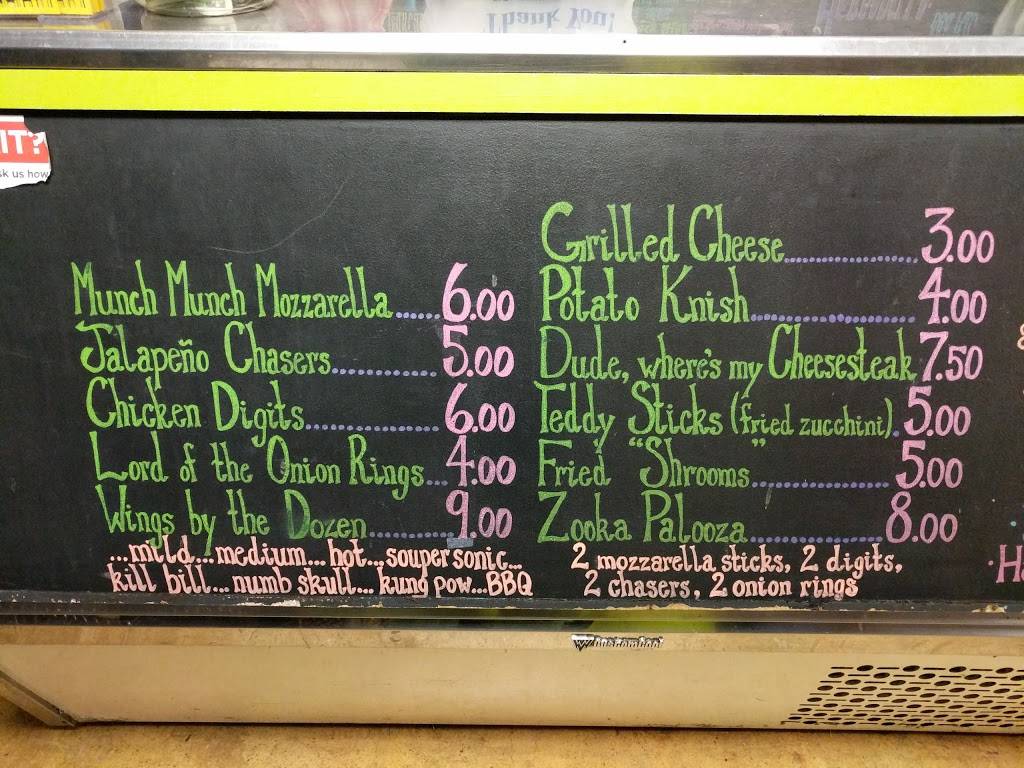 Thank You!
IT?
sk us how
Munch Munch Mozzarella.....6.00
Jalapeño Chasers...............5.00
Chicken Digits...................6.00
Lord of the Onion Rings...4.00
Wings by the Dozen..........9.00
...mild...medium...hot...souper sonic...
kill bill...numb skull...kung pow...BBQ
Grilled Cheese...................3.00
Potato Knish.......................4.00
Dude, where's my Cheesesteak 7.50
Teddy Sticks (fried zucchini).5.00
Fried "Shrooms"...................5.00
Zooka Palooza...................8.00
2 mozzarella sticks, 2 digits,
2 chasers, 2 onion rings